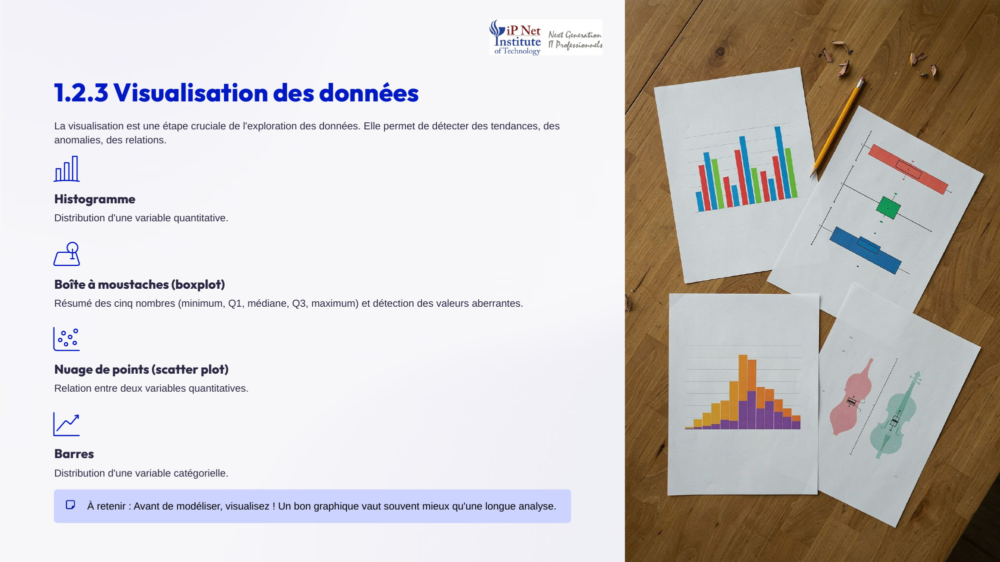 iP Net
Institute
of Technology
Next Generation
IT Professionnels
1.2.3 Visualisation des données
La visualisation est une étape cruciale de l'exploration des données. Elle permet de détecter des tendances, des
anomalies, des relations.
Histogramme
Distribution d'une variable quantitative.
Boîte à moustaches (boxplot)
Résumé des cinq nombres (minimum, Q1, médiane, Q3, maximum) et détection des valeurs aberrantes.
Nuage de points (scatter plot)
Relation entre deux variables quantitatives.
Barres
Distribution d'une variable catégorielle.
À retenir : Avant de modéliser, visualisez ! Un bon graphique vaut souvent mieux qu'une longue analyse.